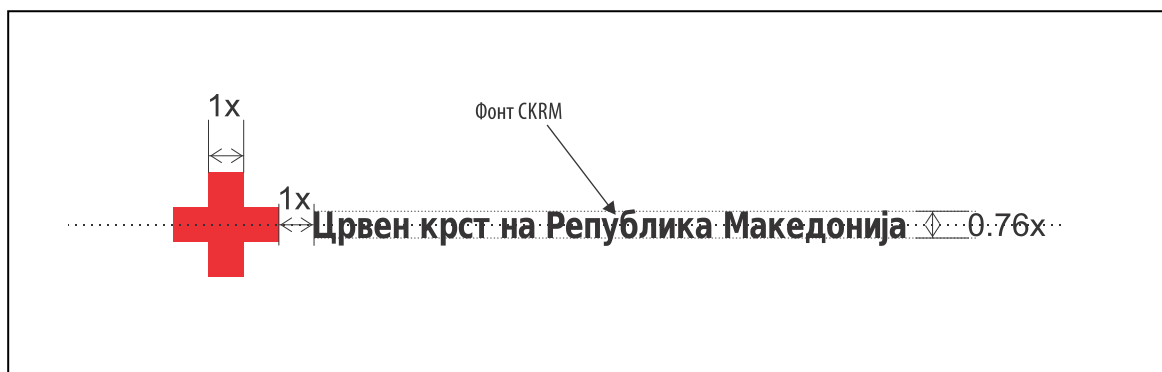 1x
Фонт CKRM
1x
Црвен крст на Република Македонија
0.76x